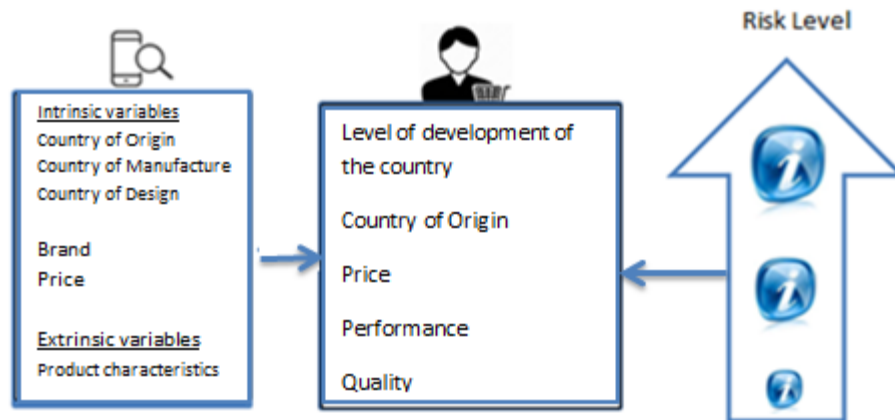 Risk Level
Intrinsic variables
Country of Origin
Country of Manufacture
Country of Design
Brand
Price
Extrinsic variables
Product characteristics
Level of development of
the country
Country of Origin
Price
Performance
Quality
i
i
i